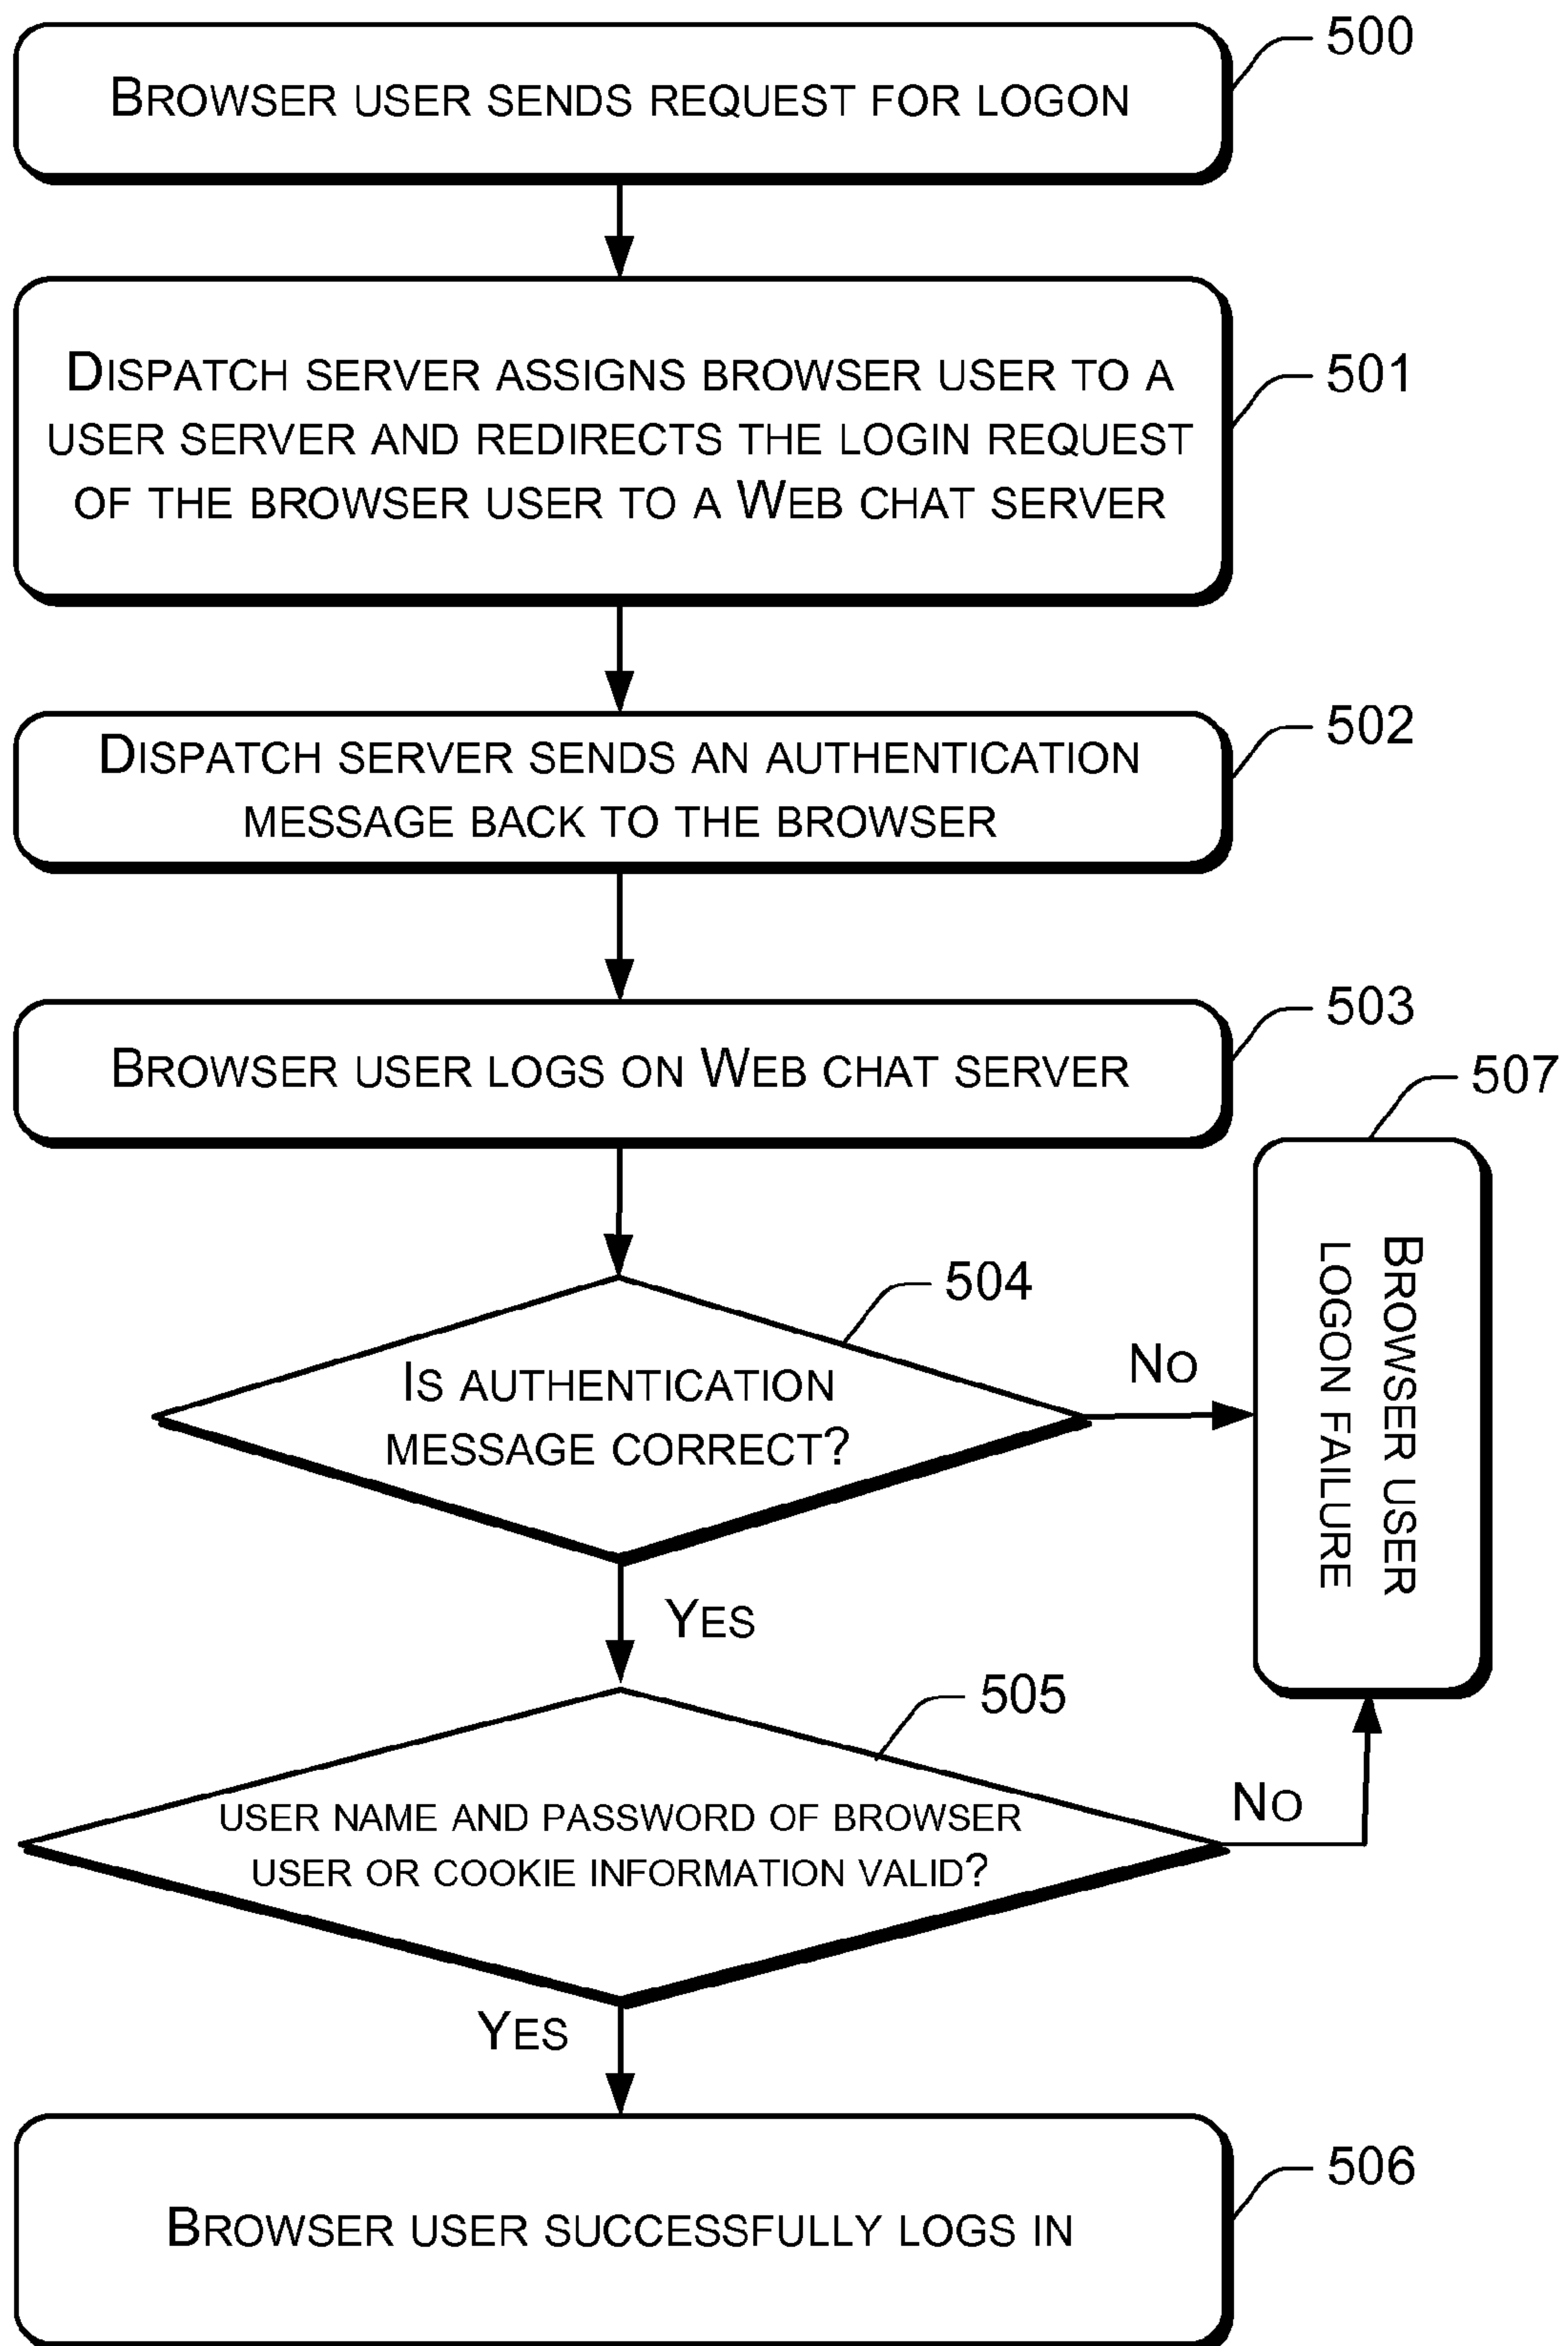 500
BROWSER USER SENDS REQUEST FOR LOGON
DISPATCH SERVER ASSIGNS BROWSER USER TO A
USER SERVER AND REDIRECTS THE LOGIN REQUEST
OF THE BROWSER USER TO A WEB CHAT SERVER
501
502
DISPATCH SERVER SENDS AN AUTHENTICATION
MESSAGE BACK TO THE BROWSER
503
BROWSER USER LOGS ON WEB CHAT SERVER
507
BROWSER USER
LOGON FAILURE
504
IS AUTHENTICATION
MESSAGE CORRECT?
NO
YES
505
USER NAME AND PASSWORD OF BROWSER
USER OR COOKIE INFORMATION VALID?
NO
YES
506
BROWSER USER SUCCESSFULLY LOGS IN